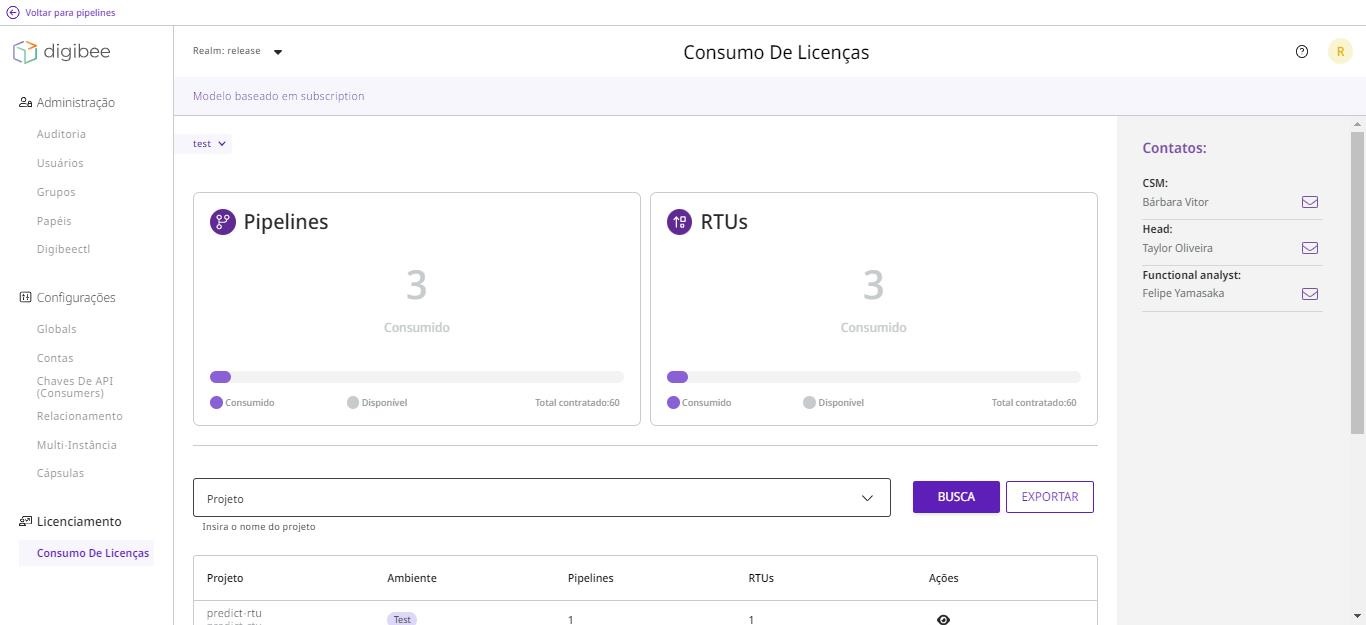 Voltar para pipelines
digibee
Realm: release
Consumo De Licenças
R
Modelo baseado em subscription
Administração
Auditoria
Usuários
Grupos
Papéis
Digibeectl
Configurações
Globals
Contas
Chaves De API
(Consumers)
Relacionamento
Multi-Instância
Cápsulas
Licenciamento
Consumo De Licenças
test
Pipelines
3
Consumido
Consumido
Disponível
Total contratado:60
RTUs
3
Consumido
Consumido
Disponível
Total contratado:60
Projeto
Insira o nome do projeto
BUSCA
EXPORTAR
Projeto Ambiente Pipelines RTUs Ações
predict-rtu Test 1 1
Contatos:
CSM:
Bárbara Vitor
Head:
Taylor Oliveira
Functional analyst:
Felipe Yamasaka